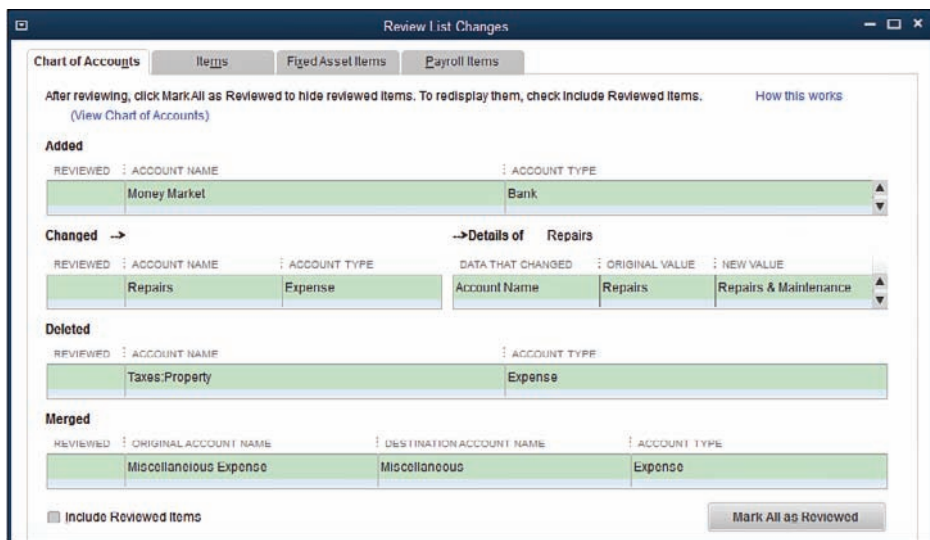 Review List Changes
Chart of Accounts Items Fixed Asset Items Payroll Items
After reviewing, click Mark All as Reviewed to hide reviewed items. To redisplay them, check Include Reviewed Items. How this works
(View Chart of Accounts)
Added
REVIEWED ACCOUNT NAME ACCOUNT TYPE
Money Market Bank
Changed --> -->Details of Repairs
REVIEWED ACCOUNT NAME ACCOUNT TYPE DATA THAT CHANGED ORIGINAL VALUE NEW VALUE
Repairs Expense Account Name Repairs Repairs & Maintenance
Deleted
REVIEWED ACCOUNT NAME ACCOUNT TYPE
Taxes:Property Expense
Merged
REVIEWED ORIGINAL ACCOUNT NAME DESTINATION ACCOUNT NAME ACCOUNT TYPE
Miscellaneious Expense Miscellaneous Expense
Include Reviewed Items Mark All as Reviewed